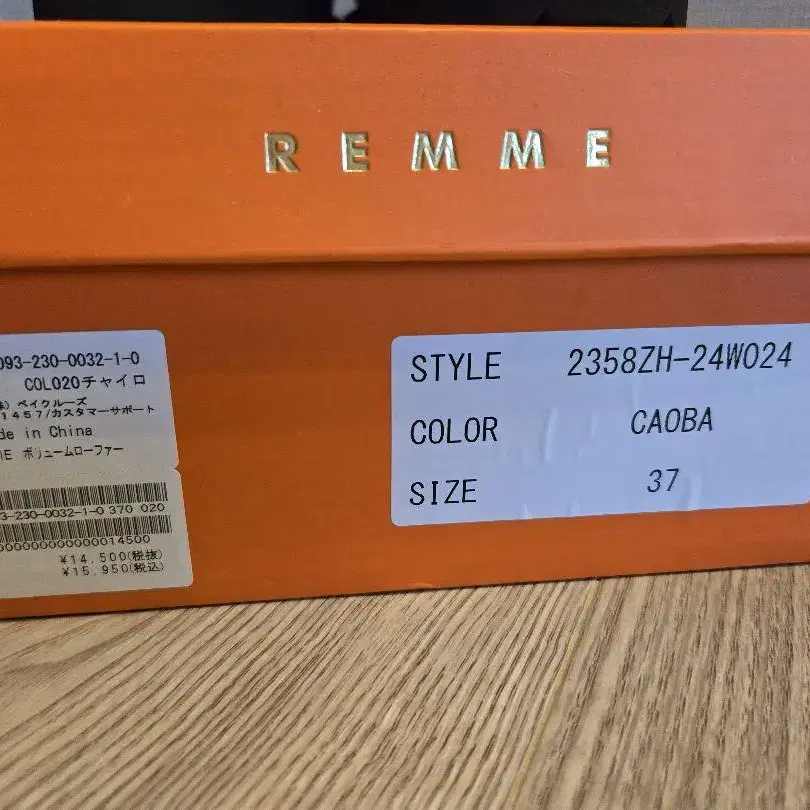 REMME
093-230-0032-1-0
COL020チャイロ
ベイクルーズ
1457/カスタマーサポート
de in China
ボリュームローファー
3-230-0032-1-0 370 020
00000000000000014500
¥14,500(税抜)
¥15,950(税込)
STYLE 2358ZH-24W024
COLOR CAOBA
SIZE 37